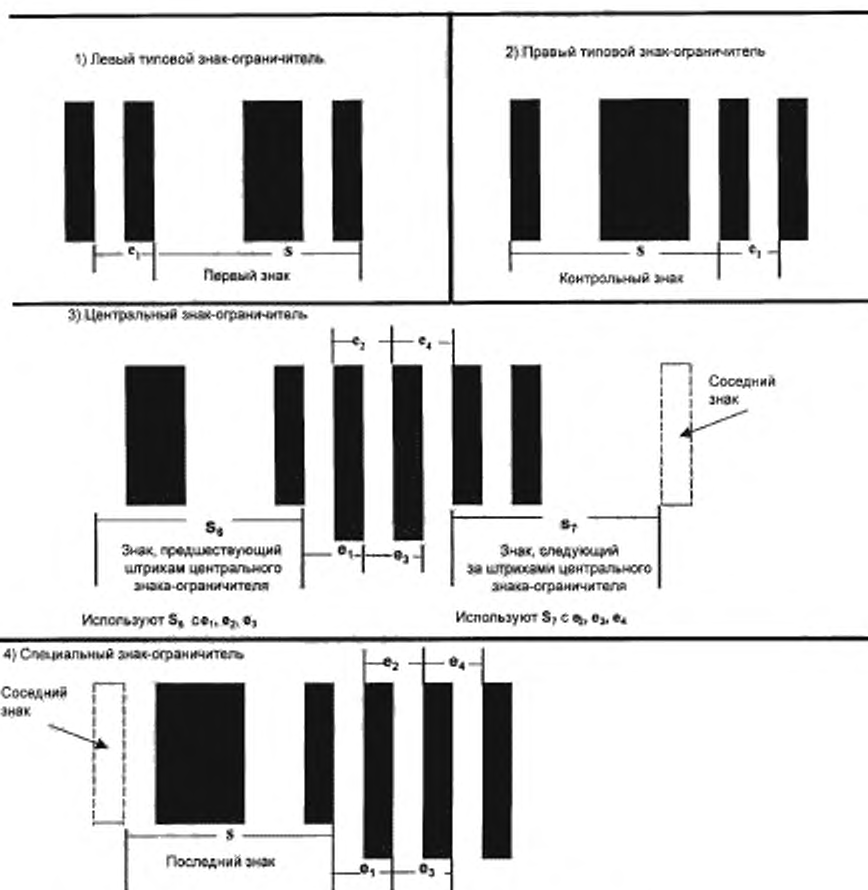 1) Левый типовой знак-ограничитель
e₁
S
Первый знак
2) Правый типовой знак-ограничитель
S
e₁
Контрольный знак
3) Центральный знак-ограничитель
e₂
e₄
Соседний
знак
S₆
S₇
e₁
e₃
Знак, предшествующий
штрихам центрального
знака-ограничителя
Знак, следующий
за штрихами центрального
знака-ограничителя
Используют S₆ с e₁, e₂, e₃
Используют S₇ с e₂, e₃, e₄
4) Специальный знак-ограничитель
e₂
e₄
Соседний
знак
S
Последний знак
e₁
e₃